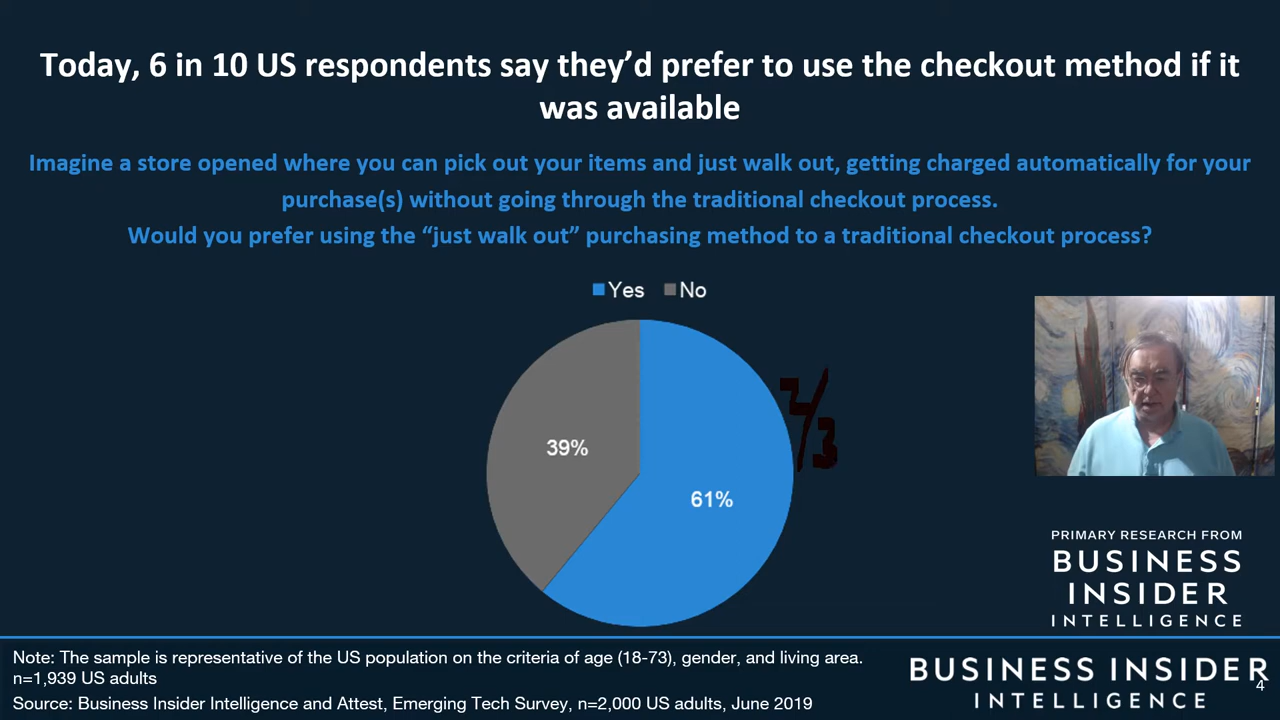 Today, 6 in 10 US respondents say they’d prefer to use the checkout method if it
was available
Imagine a store opened where you can pick out your items and just walk out, getting charged automatically for your
purchase(s) without going through the traditional checkout process.
Would you prefer using the “just walk out” purchasing method to a traditional checkout process?
Yes No
2/3
39%
61%
PRIMARY RESEARCH FROM
BUSINESS
INSIDER
INTELLIGENCE
Note: The sample is representative of the US population on the criteria of age (18-73), gender, and living area.
n=1,939 US adults
Source: Business Insider Intelligence and Attest, Emerging Tech Survey, n=2,000 US adults, June 2019
BUSINESS INSIDER
INTELLIGENCE
4